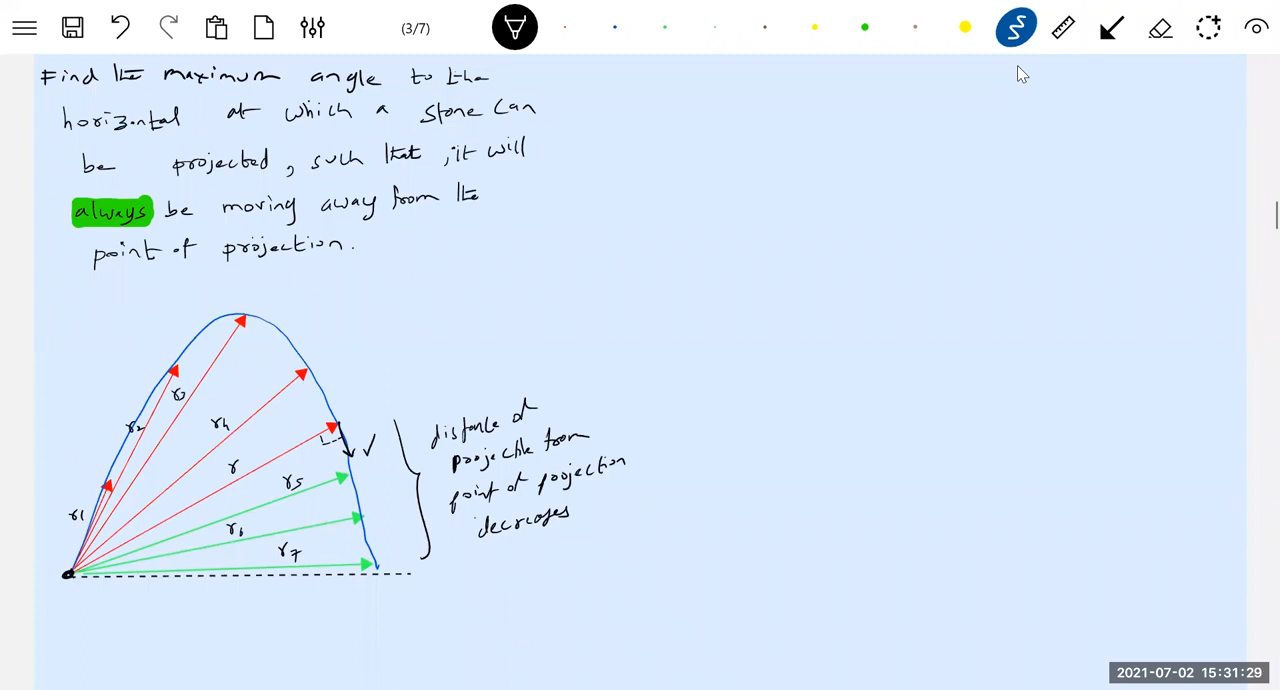 (3/7)
Find the maximum angle to the
horizontal at which a stone can
be projected, such that, it will
always be moving away from the
point of projection.
r1
r2
r3
r4
r
r5
r6
r7
v
distance of
projectile from
point of projection
decreases
2021-07-02 15:31:29